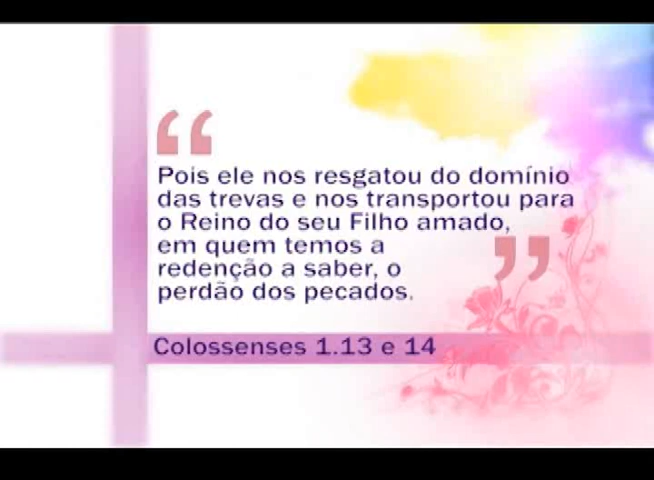 “
Pois ele nos resgatou do domínio
das trevas e nos transportou para
o Reino do seu Filho amado,
em quem temos a
redenção a saber, o
perdão dos pecados.
”
Colossenses 1.13 e 14